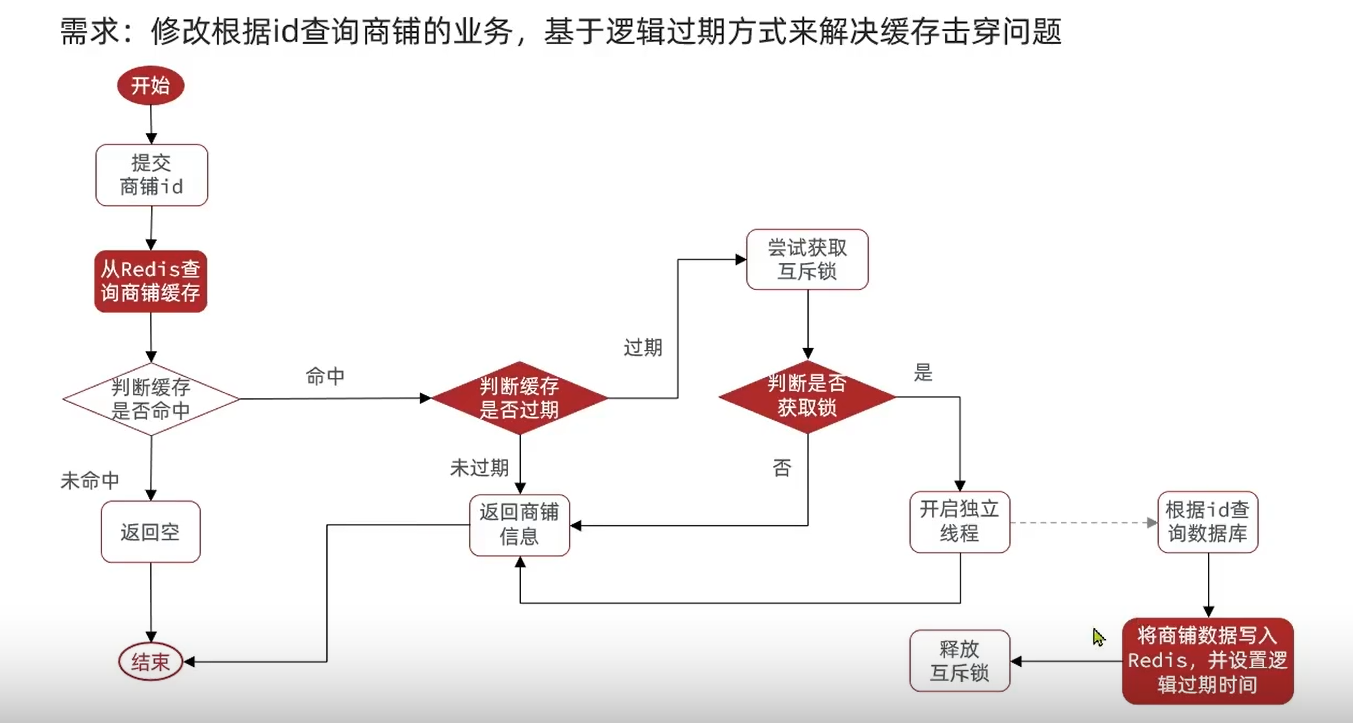 需求：修改根据id查询商铺的业务，基于逻辑过期方式来解决缓存击穿问题
开始
提交
商铺id
从Redis查
询商铺缓存
判断缓存
是否命中
命中
未命中
返回空
结束
判断缓存
是否过期
过期
未过期
返回商铺
信息
尝试获取
互斥锁
判断是否
获取锁
是
否
开启独立
线程
根据id查
询数据库
将商铺数据写入
Redis，并设置逻
辑过期时间
释放
互斥锁